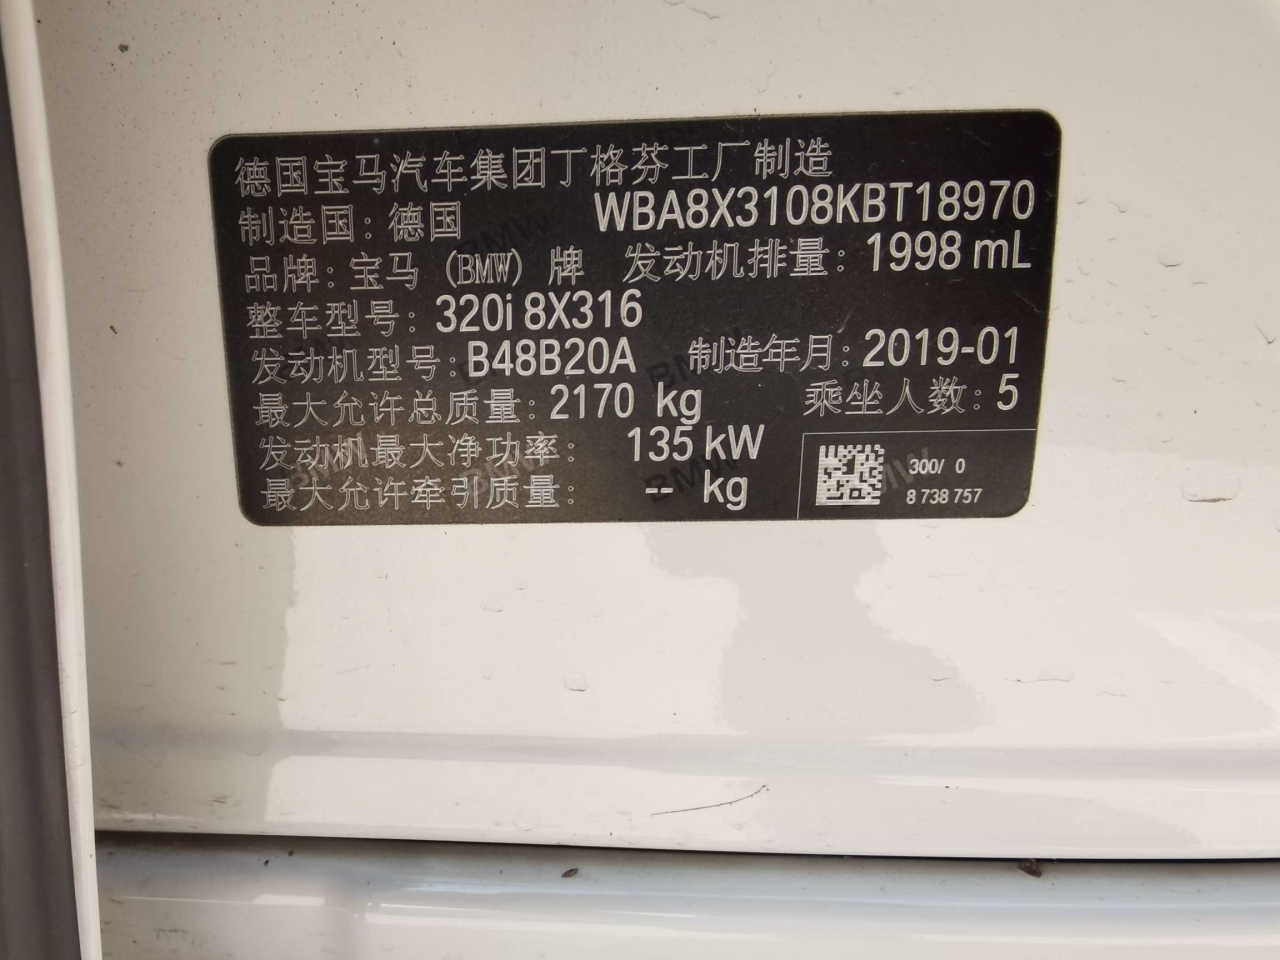 德国宝马汽车集团丁格芬工厂制造
制造国：德国 WBA8X3108KBT18970
品牌：宝马 (BMW) 牌 发动机排量：1998 mL
整车型号：320i 8X316
发动机型号：B48B20A 制造年月：2019-01
最大允许总质量：2170 kg 乘坐人数：5
发动机最大净功率： 135 kW
最大允许牵引质量： -- kg
300/ 0
8 738 757